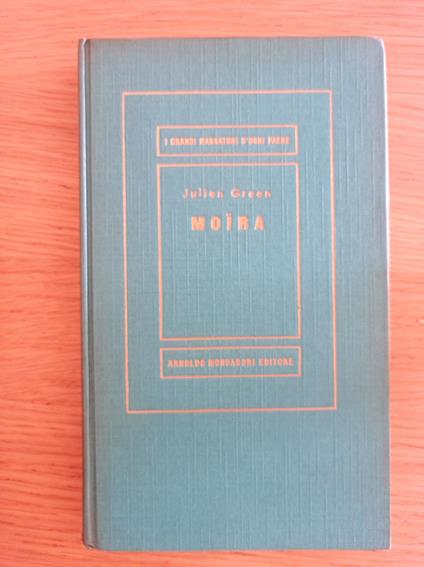 I GRANDI NARRATORI D'OGNI PAESE
Julien Green
MOÏRA
ARNOLDO MONDADORI EDITORE